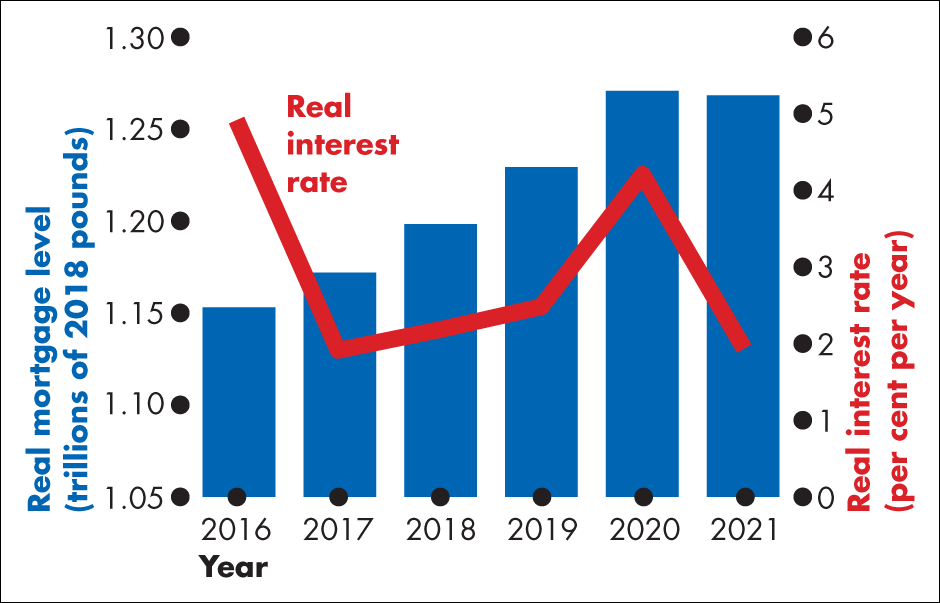 Real mortgage level
(trillions of 2018 pounds)
1.30
1.25
1.20
1.15
1.10
1.05
Real
interest
rate
6
5
4
3
2
1
0
Real interest rate
(per cent per year)
2016 2017 2018 2019 2020 2021
Year